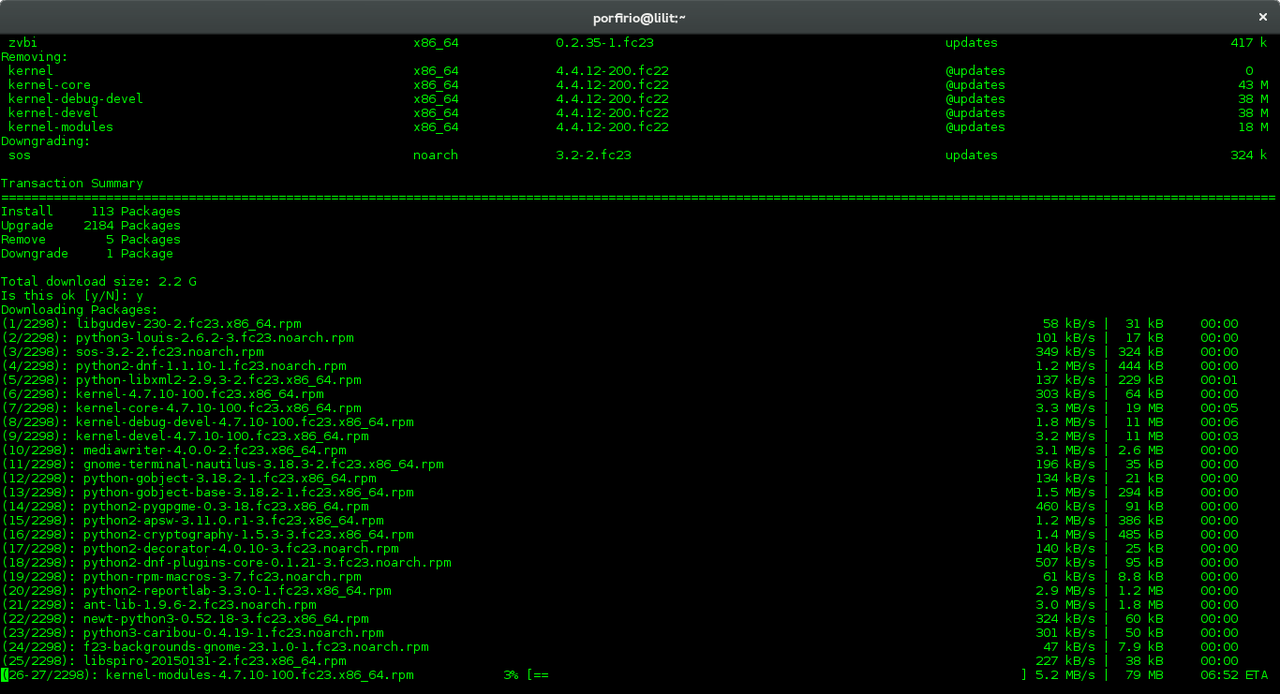 porfirio@lilit:~
zvbi x86_64 0.2.35-1.fc23 updates 417 k
Removing:
kernel x86_64 4.4.12-200.fc22 @updates 0
kernel-core x86_64 4.4.12-200.fc22 @updates 43 M
kernel-debug-devel x86_64 4.4.12-200.fc22 @updates 38 M
kernel-devel x86_64 4.4.12-200.fc22 @updates 38 M
kernel-modules x86_64 4.4.12-200.fc22 @updates 18 M
Downgrading:
sos noarch 3.2-2.fc23 updates 324 k
Transaction Summary
================================================================================
Install 113 Packages
Upgrade 2184 Packages
Remove 5 Packages
Downgrade 1 Package
Total download size: 2.2 G
Is this ok [y/N]: y
Downloading Packages:
(1/2298): libgudev-230-2.fc23.x86_64.rpm 58 kB/s | 31 kB 00:00
(2/2298): python3-louis-2.6.2-3.fc23.noarch.rpm 101 kB/s | 17 kB 00:00
(3/2298): sos-3.2-2.fc23.noarch.rpm 349 kB/s | 324 kB 00:00
(4/2298): python2-dnf-1.1.10-1.fc23.noarch.rpm 1.2 MB/s | 444 kB 00:00
(5/2298): python-libxml2-2.9.3-2.fc23.x86_64.rpm 137 kB/s | 229 kB 00:01
(6/2298): kernel-4.7.10-100.fc23.x86_64.rpm 303 kB/s | 64 kB 00:00
(7/2298): kernel-core-4.7.10-100.fc23.x86_64.rpm 3.3 MB/s | 19 MB 00:05
(8/2298): kernel-debug-devel-4.7.10-100.fc23.x86_64.rpm 1.8 MB/s | 11 MB 00:06
(9/2298): kernel-devel-4.7.10-100.fc23.x86_64.rpm 3.2 MB/s | 11 MB 00:03
(10/2298): mediawriter-4.0.0-2.fc23.x86_64.rpm 3.1 MB/s | 2.6 MB 00:00
(11/2298): gnome-terminal-nautilus-3.18.3-2.fc23.x86_64.rpm 196 kB/s | 35 kB 00:00
(12/2298): python-gobject-3.18.2-1.fc23.x86_64.rpm 134 kB/s | 21 kB 00:00
(13/2298): python-gobject-base-3.18.2-1.fc23.x86_64.rpm 1.5 MB/s | 294 kB 00:00
(14/2298): python2-pygpgme-0.3-18.fc23.x86_64.rpm 460 kB/s | 91 kB 00:00
(15/2298): python2-apsw-3.11.0.r1-3.fc23.x86_64.rpm 1.2 MB/s | 386 kB 00:00
(16/2298): python2-cryptography-1.5.3-3.fc23.x86_64.rpm 1.4 MB/s | 485 kB 00:00
(17/2298): python2-decorator-4.0.10-3.fc23.noarch.rpm 140 kB/s | 25 kB 00:00
(18/2298): python2-dnf-plugins-core-0.1.21-3.fc23.noarch.rpm 507 kB/s | 95 kB 00:00
(19/2298): python-rpm-macros-3-7.fc23.noarch.rpm 61 kB/s | 8.8 kB 00:00
(20/2298): python2-reportlab-3.3.0-1.fc23.x86_64.rpm 2.9 MB/s | 1.2 MB 00:00
(21/2298): ant-lib-1.9.6-2.fc23.noarch.rpm 3.0 MB/s | 1.8 MB 00:00
(22/2298): newt-python3-0.52.18-3.fc23.x86_64.rpm 324 kB/s | 60 kB 00:00
(23/2298): python3-caribou-0.4.19-1.fc23.noarch.rpm 301 kB/s | 50 kB 00:00
(24/2298): f23-backgrounds-gnome-23.1.0-1.fc23.noarch.rpm 47 kB/s | 7.9 kB 00:00
(25/2298): libspiro-20150131-2.fc23.x86_64.rpm 227 kB/s | 38 kB 00:00
(26-27/2298): kernel-modules-4.7.10-100.fc23.x86_64.rpm 3% [== ] 5.2 MB/s | 79 MB 06:52 ETA